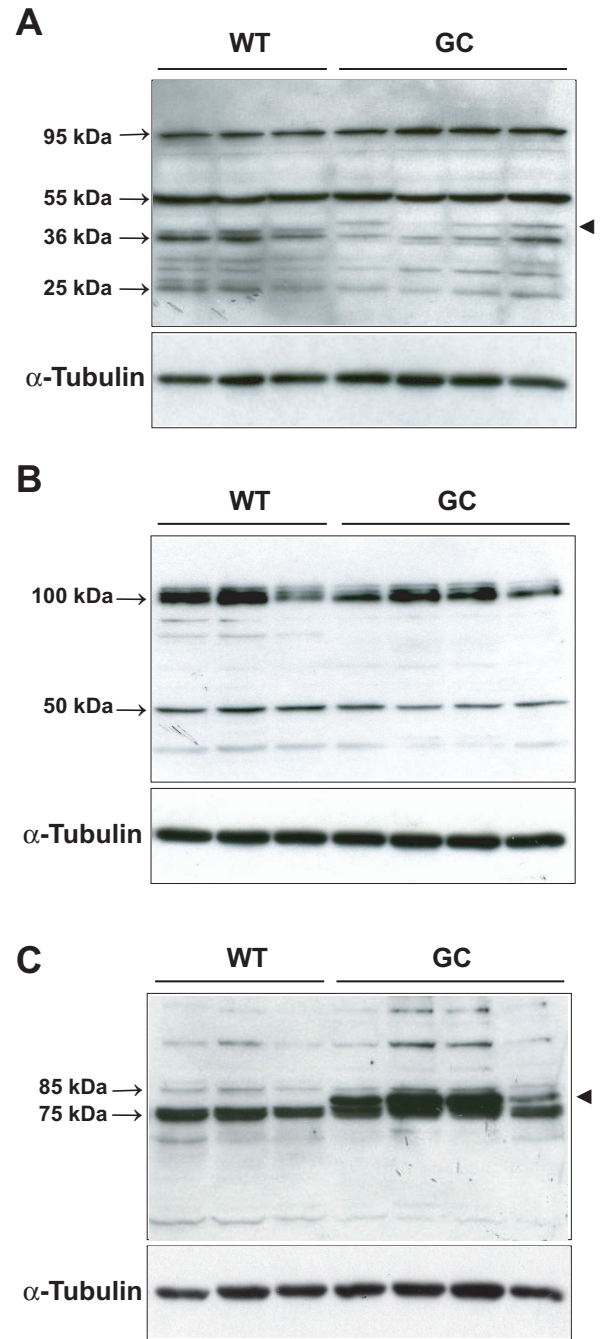 A
WT GC
95 kDa →
55 kDa →
36 kDa →
25 kDa →
α-Tubulin
B
WT GC
100 kDa →
50 kDa →
α-Tubulin
C
WT GC
85 kDa →
75 kDa →
α-Tubulin